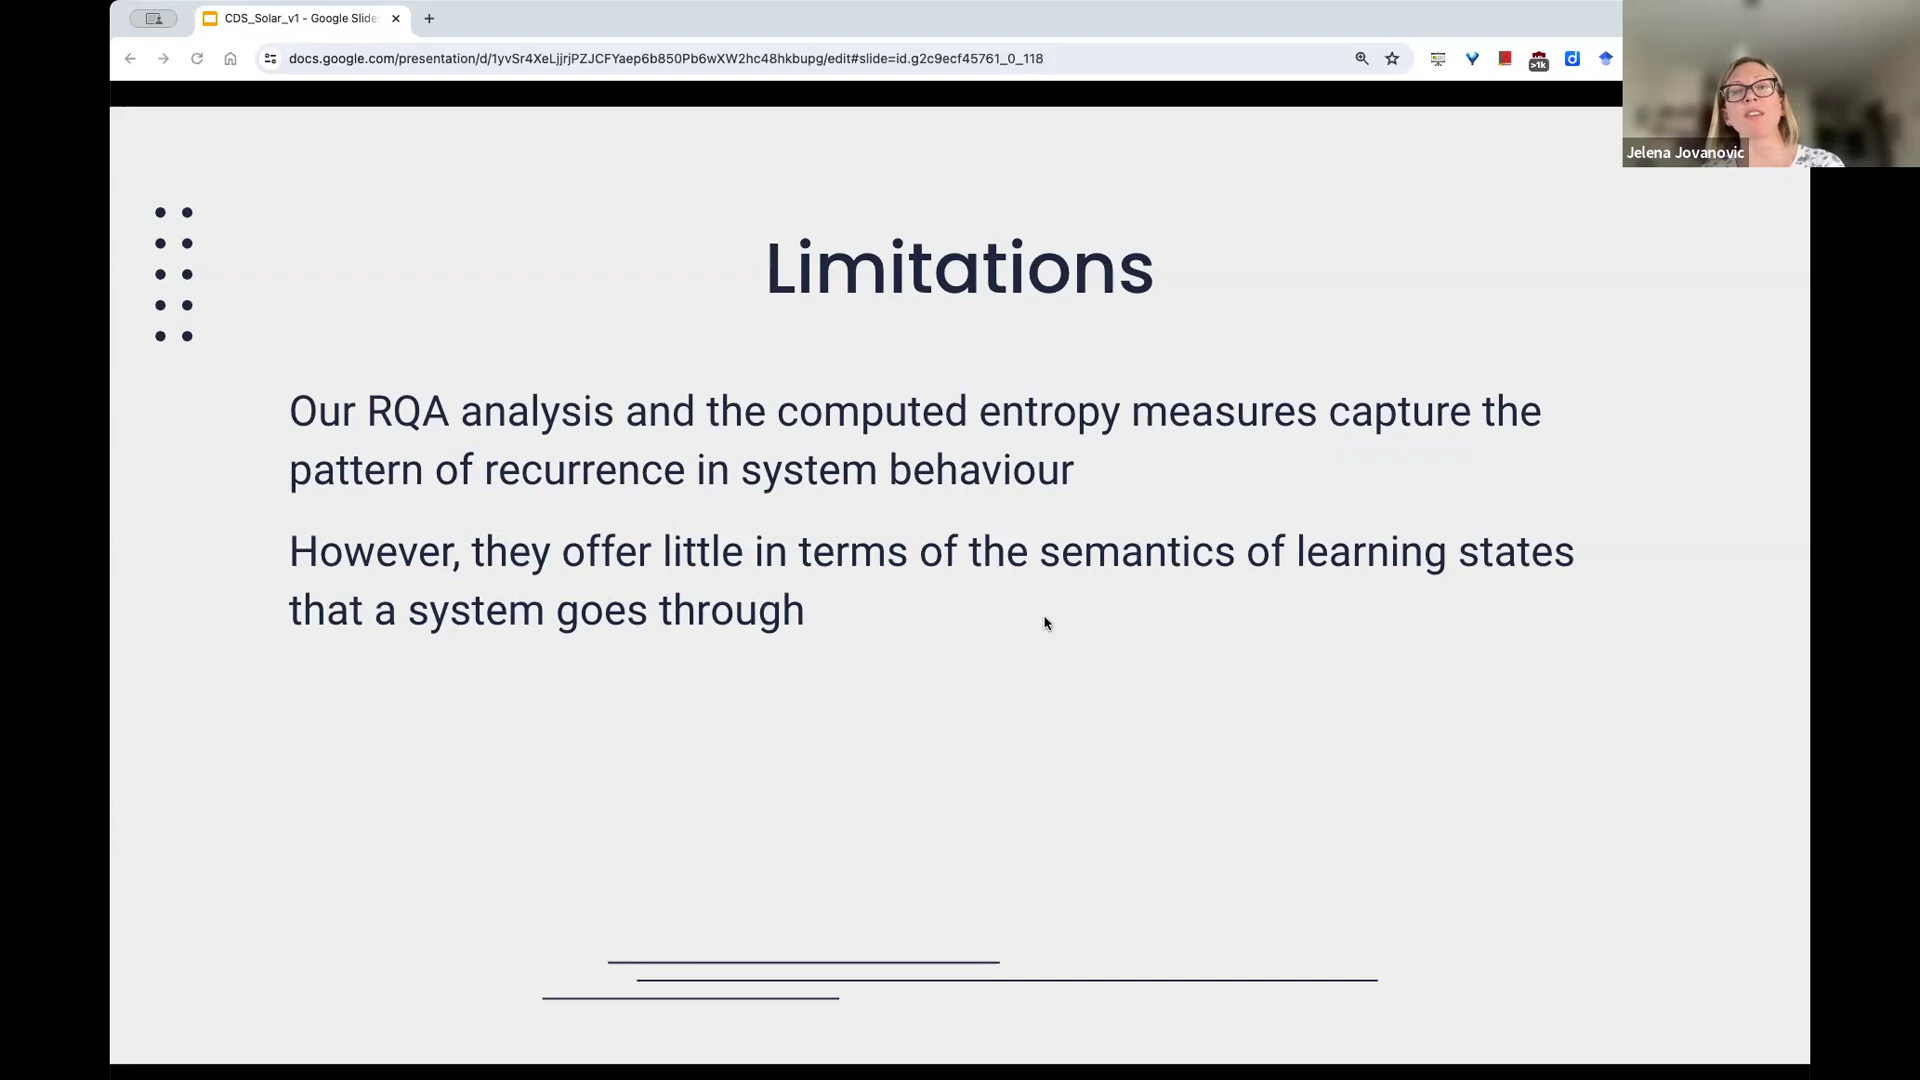 CDS_Solar_v1 - Google Slide
docs.google.com/presentation/d/1yvSr4XeLjjrjPZJCFYaep6b850Pb6wXW2hc48hkbupg/edit#slide=id.g2c9ecf45761_0_118
>1k
Jelena Jovanovic
Limitations
Our RQA analysis and the computed entropy measures capture the
pattern of recurrence in system behaviour
However, they offer little in terms of the semantics of learning states
that a system goes through